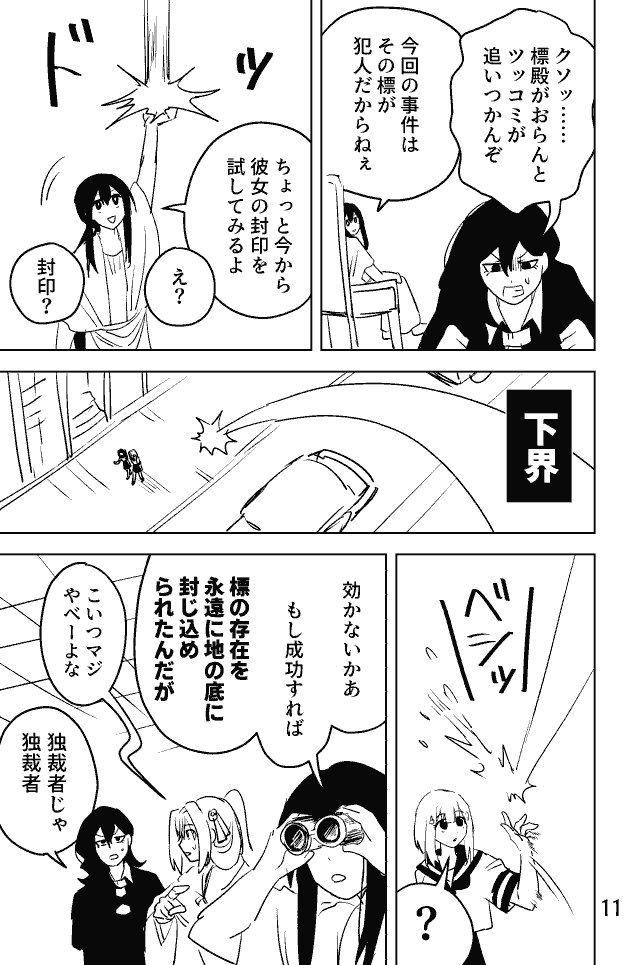 クソッ……
標殿がおらんと
ツッコミが
追いつかんぞ
今回の事件は
その標が
犯人だからねぇ
ドッ
ちょっと今から
彼女の封印を
試してみるよ
え？
封印？
下界
ベシッ
？
効かないかあ
もし成功すれば
標の存在を
永遠に地の底に
封じ込め
られたんだが
こいつマジ
やべーよな
独裁者じゃ
独裁者
11